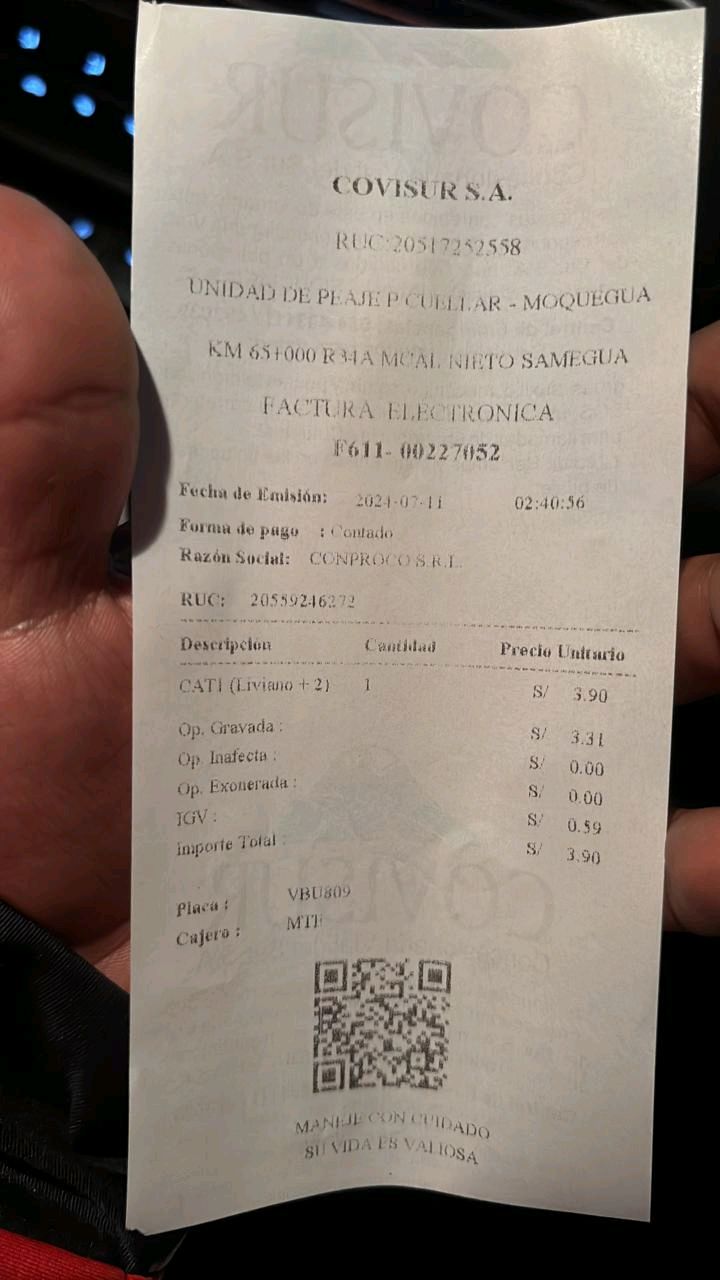 COVISUR S.A.
RUC:20517252558
UNIDAD DE PEAJE P CUELLAR - MOQUEGUA
KM 65+000 R34A MCAL NIETO SAMEGUA
FACTURA ELECTRONICA
F611- 00227052
Fecha de Emisión: 2024-07-11 02:40:56
Forma de pago : Contado
Razón Social: CONPROCO S.R.L.
RUC: 20559246272
Descripción Cantidad Precio Unitario
CAT1 (Liviano + 2) 1 S/ 3.90
Op. Gravada : S/ 3.31
Op. Inafecta : S/ 0.00
Op. Exonerada : S/ 0.00
IGV : S/ 0.59
Importe Total : S/ 3.90
Placa : VBU809
Cajero :
MANEJE CON CUIDADO
SU VIDA ES VALIOSA